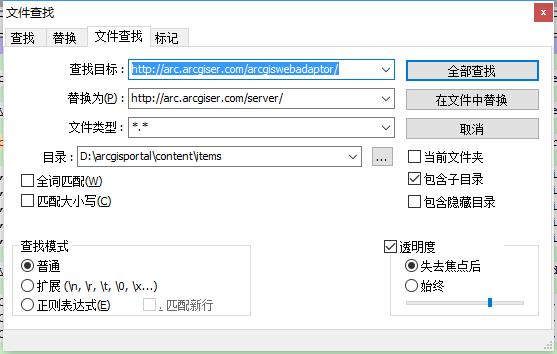 文件查找
x
查找 替换 文件查找 标记
查找目标： http://arc.arcgiser.com/arcgiswebadaptor/ 全部查找
替换为(P)： http://arc.arcgiser.com/server/ 在文件中替换
文件类型： *.* 取消
目录： D:\arcgisportal\content\items ... 当前文件夹
全词匹配(W) 包含子目录
匹配大小写(C) 包含隐藏目录
查找模式 透明度
普通 失去焦点后
扩展 (\n, \r, \t, \0, \x...) 始终
正则表达式(E) . 匹配新行